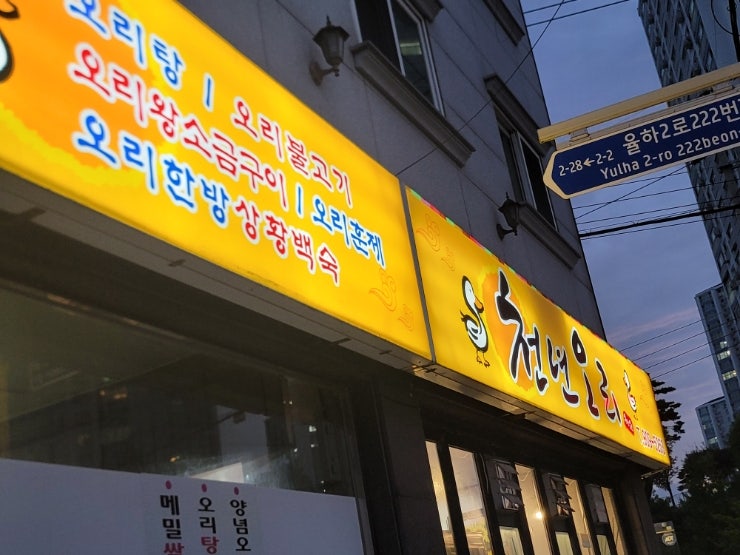 오리탕 / 오리불고기
오리왕소금구이 / 오리훈제
오리한방상황백숙
천년오리
2-28 ← 2-2 율하2로222번
Yulha 2-ro 222beon
양념오
오리탕
메밀쌀